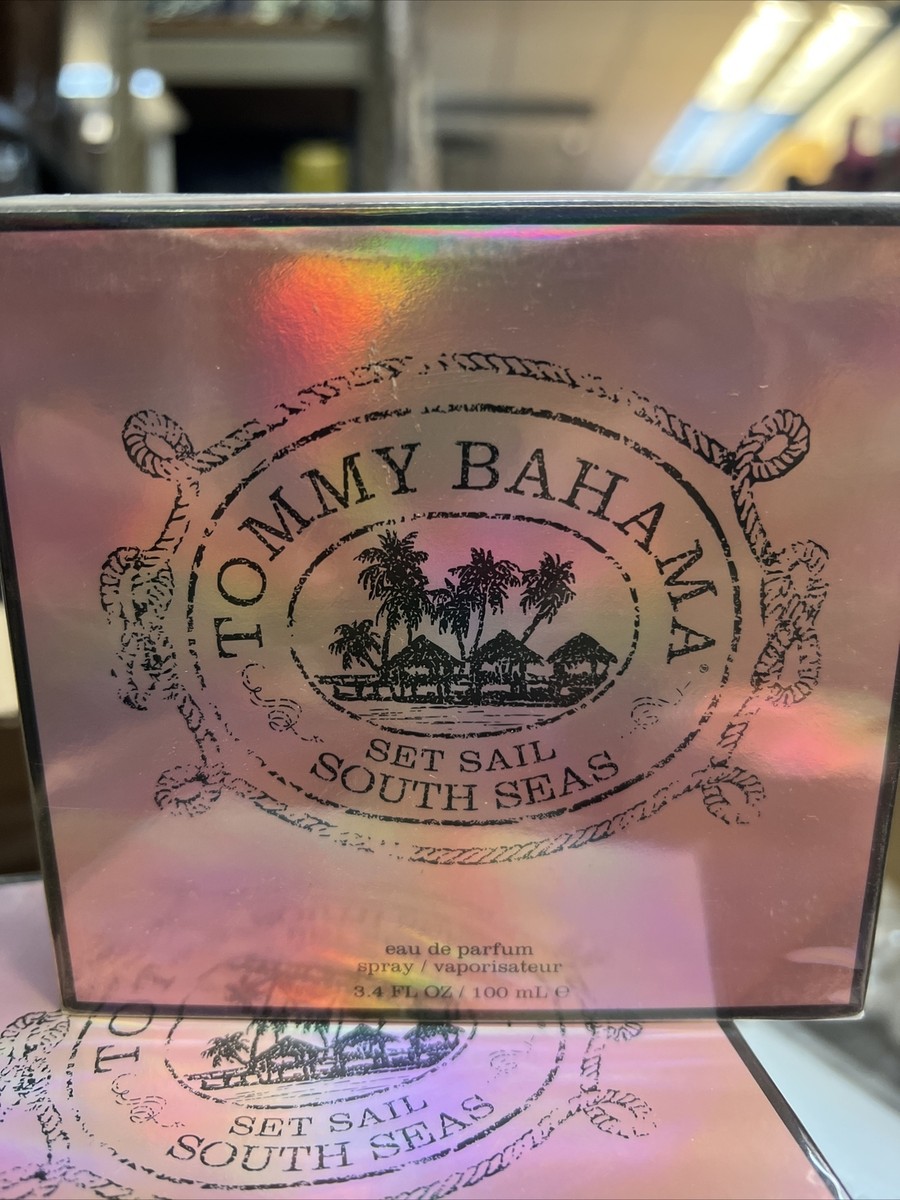 TOMMY BAHAMA®
SET SAIL
SOUTH SEAS
eau de parfum
spray / vaporisateur
3.4 FL OZ / 100 mL ℮
TO
SET SAIL
SOUTH SEAS